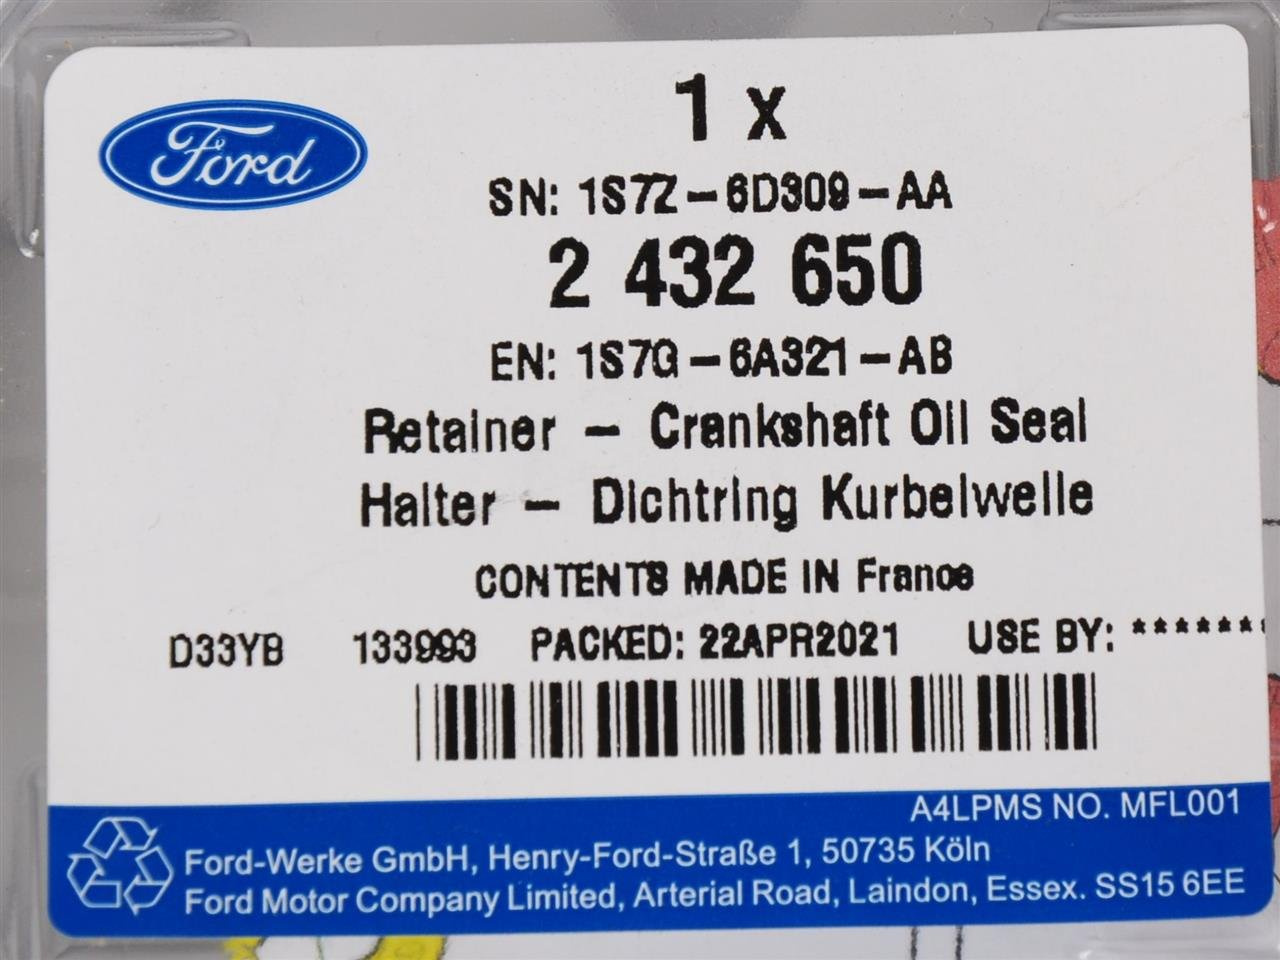 Ford
1 x
SN: 1S7Z-6D309-AA
2 432 650
EN: 1S7G-6A321-AB
Retainer - Crankshaft Oil Seal
Halter - Dichtring Kurbelwelle
CONTENTS MADE IN France
D33YB 133993 PACKED: 22APR2021 USE BY: *******
A4LPMS NO. MFL001
Ford-Werke GmbH, Henry-Ford-Straße 1, 50735 Köln
Ford Motor Company Limited, Arterial Road, Laindon, Essex. SS15 6EE